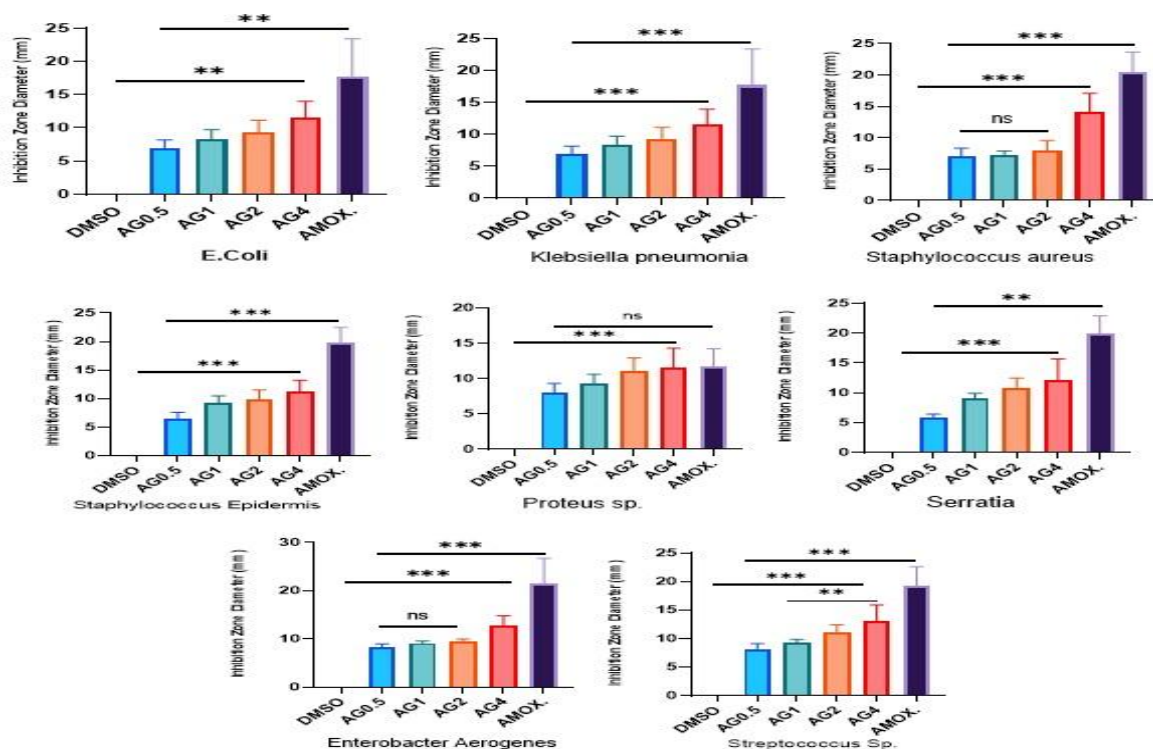 Inhibition Zone Diameter (mm)
25
20
15
10
5
0
**
**
DMSO
AG0.5
AG1
AG2
AG4
AMOX.
E.Coli
Inhibition Zone Diameter (mm)
25
20
15
10
5
0
***
***
DMSO
AG0.5
AG1
AG2
AG4
AMOX.
Klebsiella pneumonia
Inhibition Zone Diameter (mm)
25
20
15
10
5
0
***
***
ns
DMSO
AG0.5
AG1
AG2
AG4
AMOX.
Staphylococcus aureus
Inhibition Zone Diameter (mm)
25
20
15
10
5
0
***
***
DMSO
AG0.5
AG1
AG2
AG4
AMOX.
Staphylococcus Epidermis
Inhibition Zone Diameter (mm)
20
15
10
5
0
ns
***
DMSO
AG0.5
AG1
AG2
AG4
AMOX.
Proteus sp.
Inhibition Zone Diameter (mm)
25
20
15
10
5
0
**
***
DMSO
AG0.5
AG1
AG2
AG4
AMOX.
Serratia
Inhibition Zone Diameter (mm)
30
20
10
0
***
***
ns
DMSO
AG0.5
AG1
AG2
AG4
AMOX.
Enterobacter Aerogenes
Inhibition Zone Diameter (mm)
25
20
15
10
5
0
***
***
**
DMSO
AG0.5
AG1
AG2
AG4
AMOX.
Streptococcus Sp.